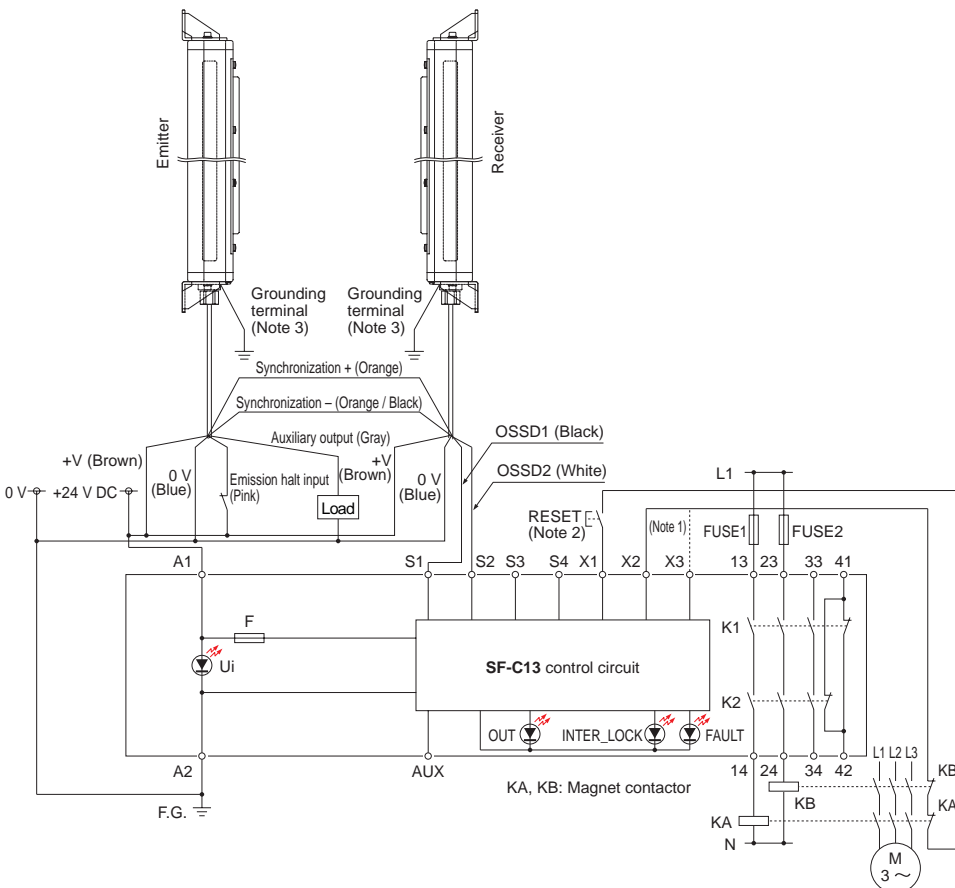 Emitter
Receiver
Grounding
terminal
(Note 3)
Grounding
terminal
(Note 3)
Synchronization + (Orange)
Synchronization – (Orange / Black)
Auxiliary output (Gray)
OSSD1 (Black)
OSSD2 (White)
+V (Brown)
0 V
(Blue)
Emission halt input
(Pink)
Load
+V
(Brown)
0 V
(Blue)
0 V
+24 V DC
RESET
(Note 2)
(Note 1)
L1
FUSE1
FUSE2
A1
S1
S2
S3
S4
X1
X2
X3
13
23
33
41
F
Ui
SF-C13 control circuit
K1
K2
OUT
INTER_LOCK
FAULT
A2
AUX
14
24
34
42
L1
L2
L3
F.G.
KA, KB: Magnet contactor
KB
KB
KA
KA
N
M
3 ~